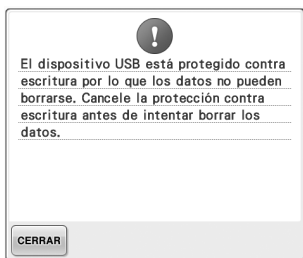 El dispositivo USB está protegido contra
escritura por lo que los datos no pueden
borrarse. Cancele la protección contra
escritura antes de intentar borrar los
datos.
CERRAR